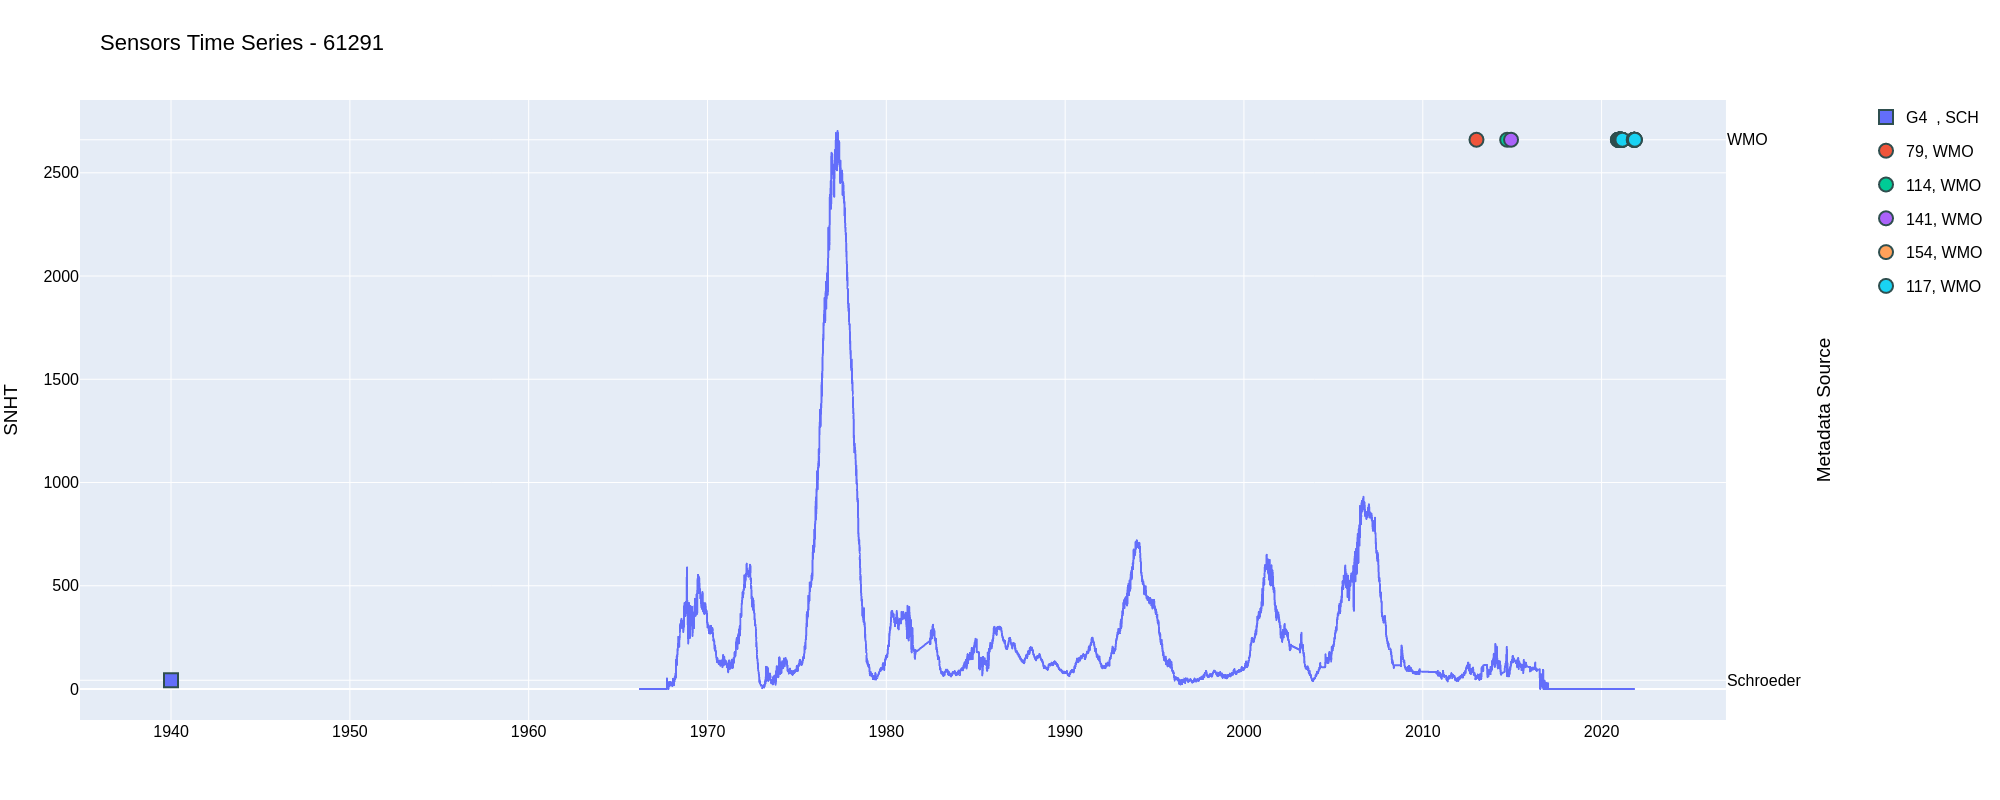 Sensors Time Series - 61291
SNHT
2500
2000
1500
1000
500
0
1940
1950
1960
1970
1980
1990
2000
2010
2020
WMO
Schroeder
Metadata Source
G4  , SCH
79, WMO
114, WMO
141, WMO
154, WMO
117, WMO